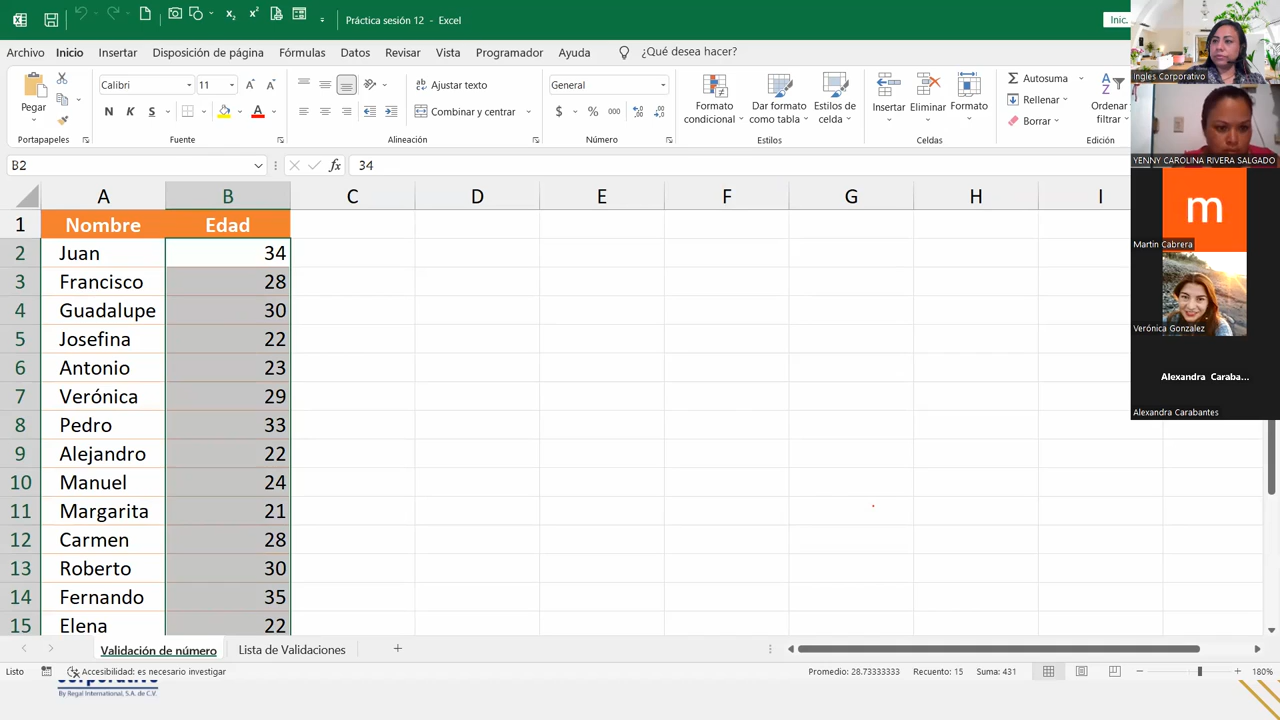 Práctica sesión 12 - Excel
Inic.
Archivo Inicio Insertar Disposición de página Fórmulas Datos Revisar Vista Ayuda ¿Qué desea hacer?
Pegar
Calibri 11
N K S
Combinar y centrar
General
Formato condicional
Dar formato como tabla
Estilos de celda
Insertar Eliminar Formato
Autosuma
Rellenar
Borrar
Ordenar
filtrar
Portapapeles Fuente Alineación Número Estilos Celdas Edición
B2 fx 34
A B C D E F G H I
1 Nombre Edad
2 Juan 34
3 Francisco 28
4 Guadalupe 30
5 Josefina 22
6 Antonio 23
7 Verónica 29
8 Pedro 33
9 Alejandro 22
10 Manuel 24
11 Margarita 21
12 Carmen 28
13 Roberto 30
14 Fernando 35
15 Elena 22
Validación de número Lista de Validaciones
Listo Accesibilidad: es necesario investigar Promedio: 28.73333333 Recuento: 15 Suma: 431 180%
By Regal International, S.A. de C.V.
Ingles Corporativo
YENNY CAROLINA RIVERA SALGADO
m
Martin Cabrera
Verónica Gonzalez
Alexandra Caraba...
Alexandra Carabantes